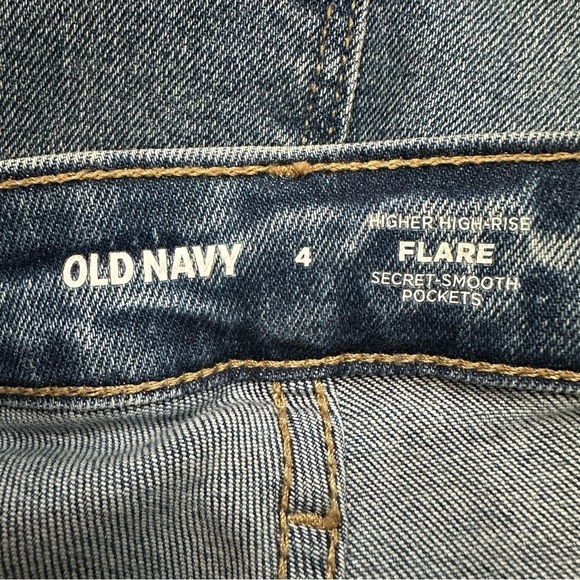 OLD NAVY
4
HIGHER HIGH-RISE
FLARE
SECRET-SMOOTH
POCKETS